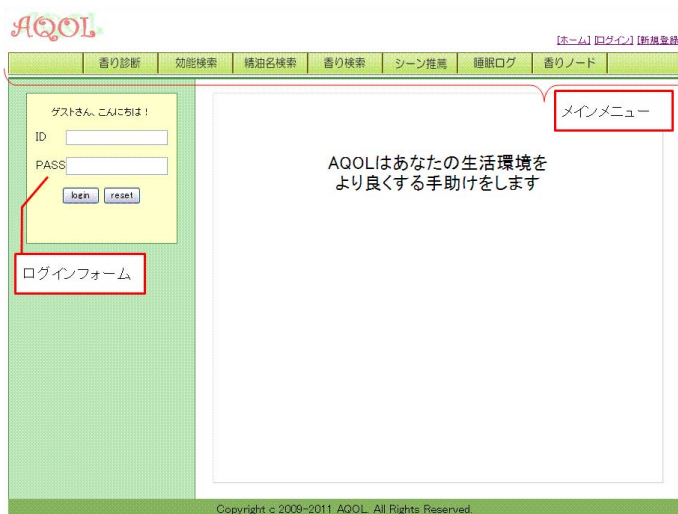 AQOL
[ホーム] [ログイン] [新規登録
香り診断 効能検索 精油名検索 香り検索 シーン推薦 睡眠ログ 香りノード
メインメニュー
ゲストさん、こんにちは！
ID
PASS
login reset
ログインフォーム
AQOLはあなたの生活環境を
より良くする手助けをします
Copyright c 2009-2011 AQOL. All Rights Reserved.